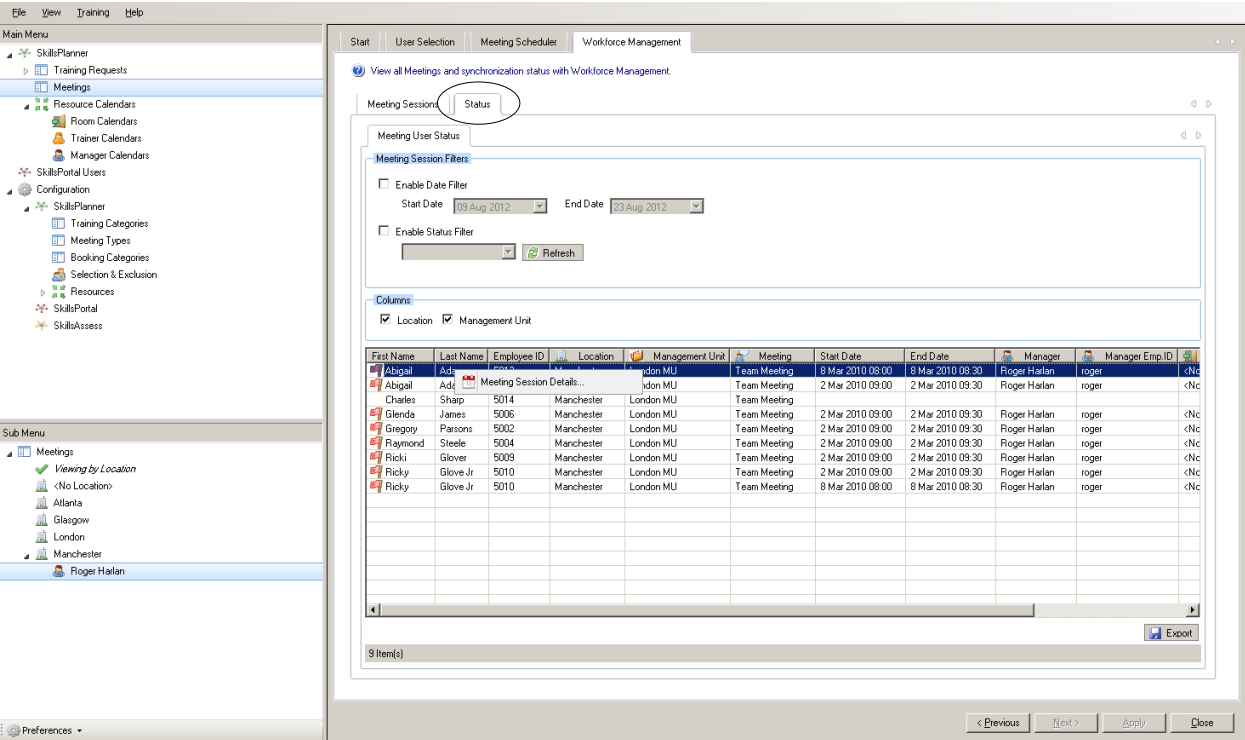 File View Training Help
Main Menu
SkillsPlanner
Training Requests
Meetings
Resource Calendars
Room Calendars
Trainer Calendars
Manager Calendars
SkillsPortal Users
Configuration
SkillsPlanner
Training Categories
Meeting Types
Booking Categories
Selection & Exclusion
Resources
SkillsPortal
SkillsAssess
Sub Menu
Meetings
Viewing by Location
<No Location>
Atlanta
Glasgow
London
Manchester
Roger Harlan
Preferences
Start User Selection Meeting Scheduler Workforce Management
View all Meetings and synchronization status with Workforce Management.
Meeting Sessions Status
Meeting User Status
Meeting Session Filters
Enable Date Filter
Start Date 09 Aug 2012 End Date 23 Aug 2012
Enable Status Filter
Refresh
Columns
Location Management Unit
First Name Last Name Employee ID Location Management Unit Meeting Start Date End Date Manager Manager Emp.ID
Abigail Team Meeting 8 Mar 2010 08:00 8 Mar 2010 08:30 Roger Harlan roger <No
Meeting Session Details...
Abigail London MU Team Meeting 2 Mar 2010 09:00 2 Mar 2010 09:30 Roger Harlan roger <No
Charles Sharp 5014 Manchester London MU Team Meeting
Glenda James 5006 Manchester London MU Team Meeting 2 Mar 2010 09:00 2 Mar 2010 09:30 Roger Harlan roger <No
Gregory Parsons 5002 Manchester London MU Team Meeting 2 Mar 2010 09:00 2 Mar 2010 09:30 Roger Harlan roger <No
Raymond Steele 5004 Manchester London MU Team Meeting 2 Mar 2010 09:00 2 Mar 2010 09:30 Roger Harlan roger <No
Ricki Glover 5009 Manchester London MU Team Meeting 2 Mar 2010 09:00 2 Mar 2010 09:30 Roger Harlan roger <No
Ricky Glove Jr 5010 Manchester London MU Team Meeting 2 Mar 2010 09:00 2 Mar 2010 09:30 Roger Harlan roger <No
Ricky Glove Jr 5010 Manchester London MU Team Meeting 8 Mar 2010 08:00 8 Mar 2010 08:30 Roger Harlan roger <No
Export
9 Item(s)
< Previous Next > Apply Close